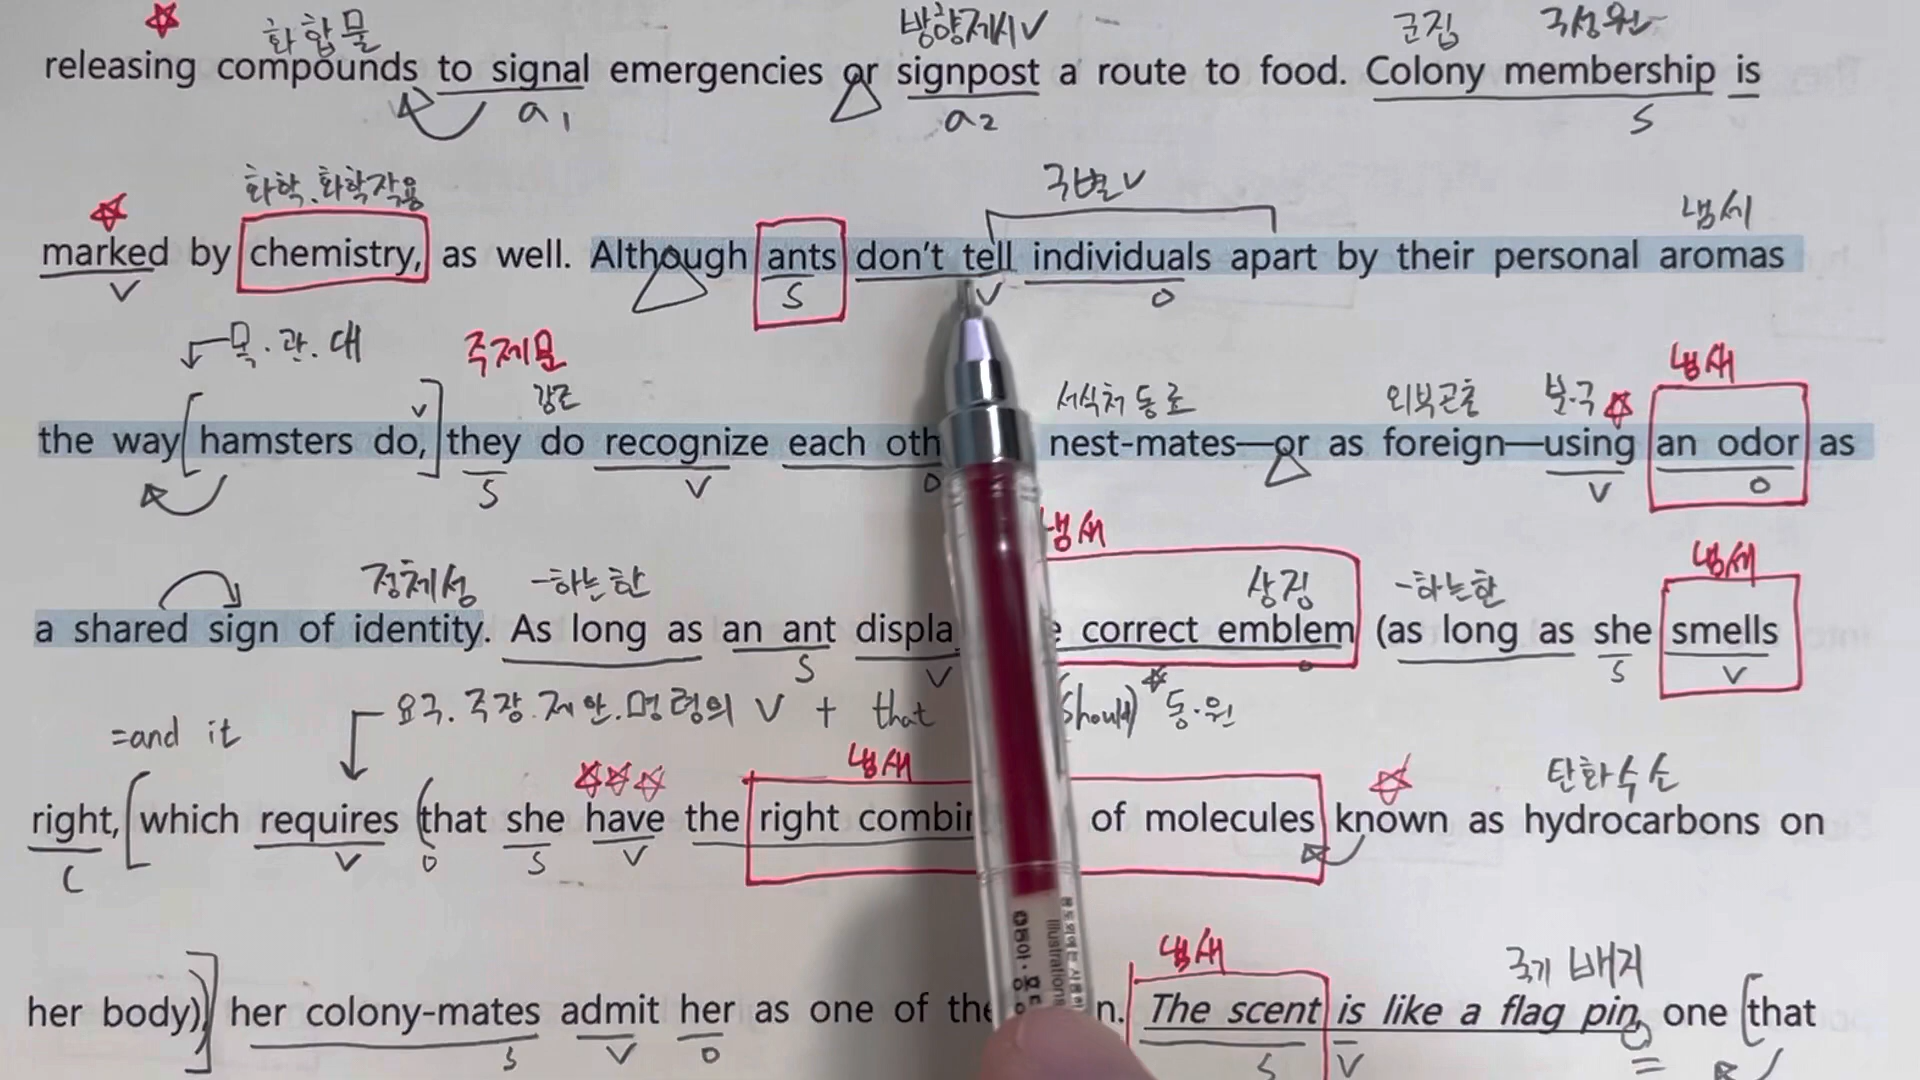 화합물 방향제시V 군집 구성원
releasing compounds to signal emergencies or signpost a route to food. Colony membership is
a1 a2 S
화학.화학작용 구별V 냄새
marked by chemistry, as well. Although ants don't tell individuals apart by their personal aromas
V S V O
목.관.대 주제문 강조 서식처 동료 외부곤충 분.구 냄새
the way hamsters do, they do recognize each nest-mates—or as foreign—using an odor as
V S V O V O
냄새 냄새
정체성 -하는한 상징 -하는한
a shared sign of identity. As long as an ant correct emblem (as long as she smells
S V O S V
=and it 요구.주장.제안.명령의 V + that (should) 동.원
냄새 탄화수소
right, which requires that she have the right of molecules known as hydrocarbons on
C V O S V
냄새 국기 배지
her body), her colony-mates admit her as one of The scent is like a flag pin, one that
S V O S V